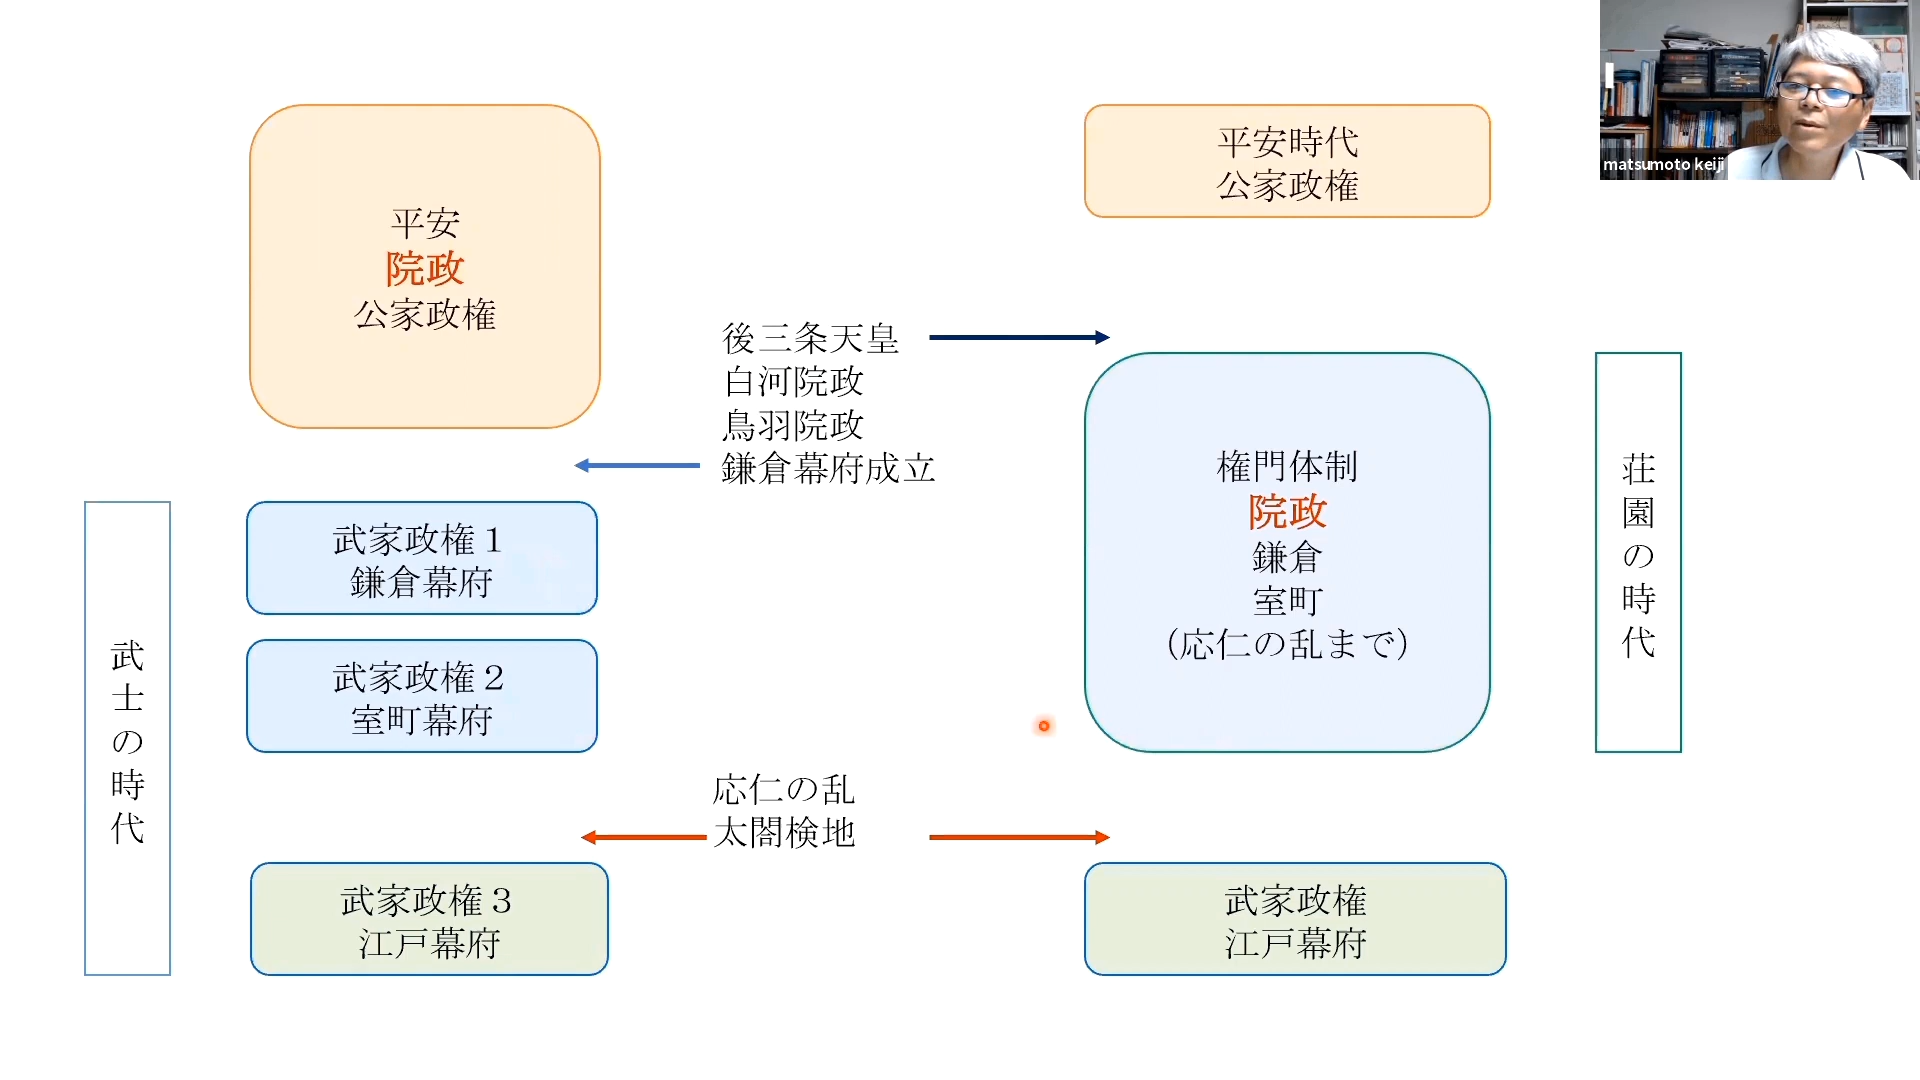 平安
院政
公家政権
武士の時代
武家政権１
鎌倉幕府
武家政権２
室町幕府
武家政権３
江戸幕府
後三条天皇
白河院政
鳥羽院政
鎌倉幕府成立
応仁の乱
太閤検地
平安時代
公家政権
権門体制
院政
鎌倉
室町
（応仁の乱まで）
武家政権
江戸幕府
荘園の時代
matsumoto keiji